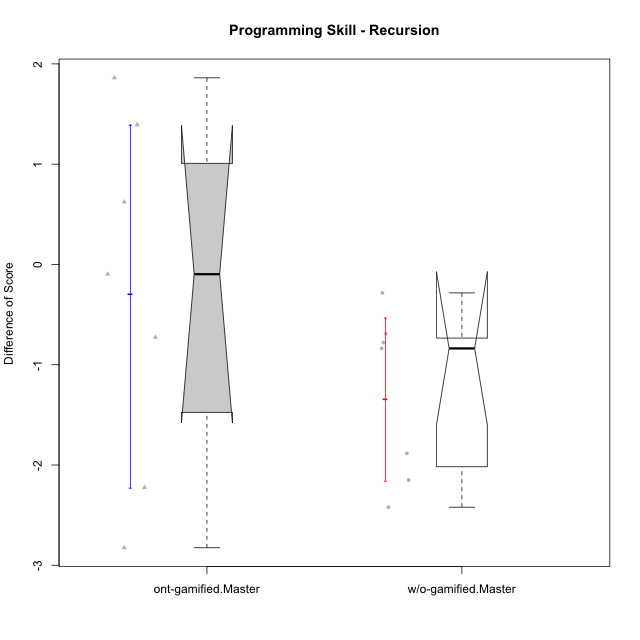 Programming Skill - Recursion
Difference of Score
2
1
0
-1
-2
-3
ont-gamified.Master
w/o-gamified.Master